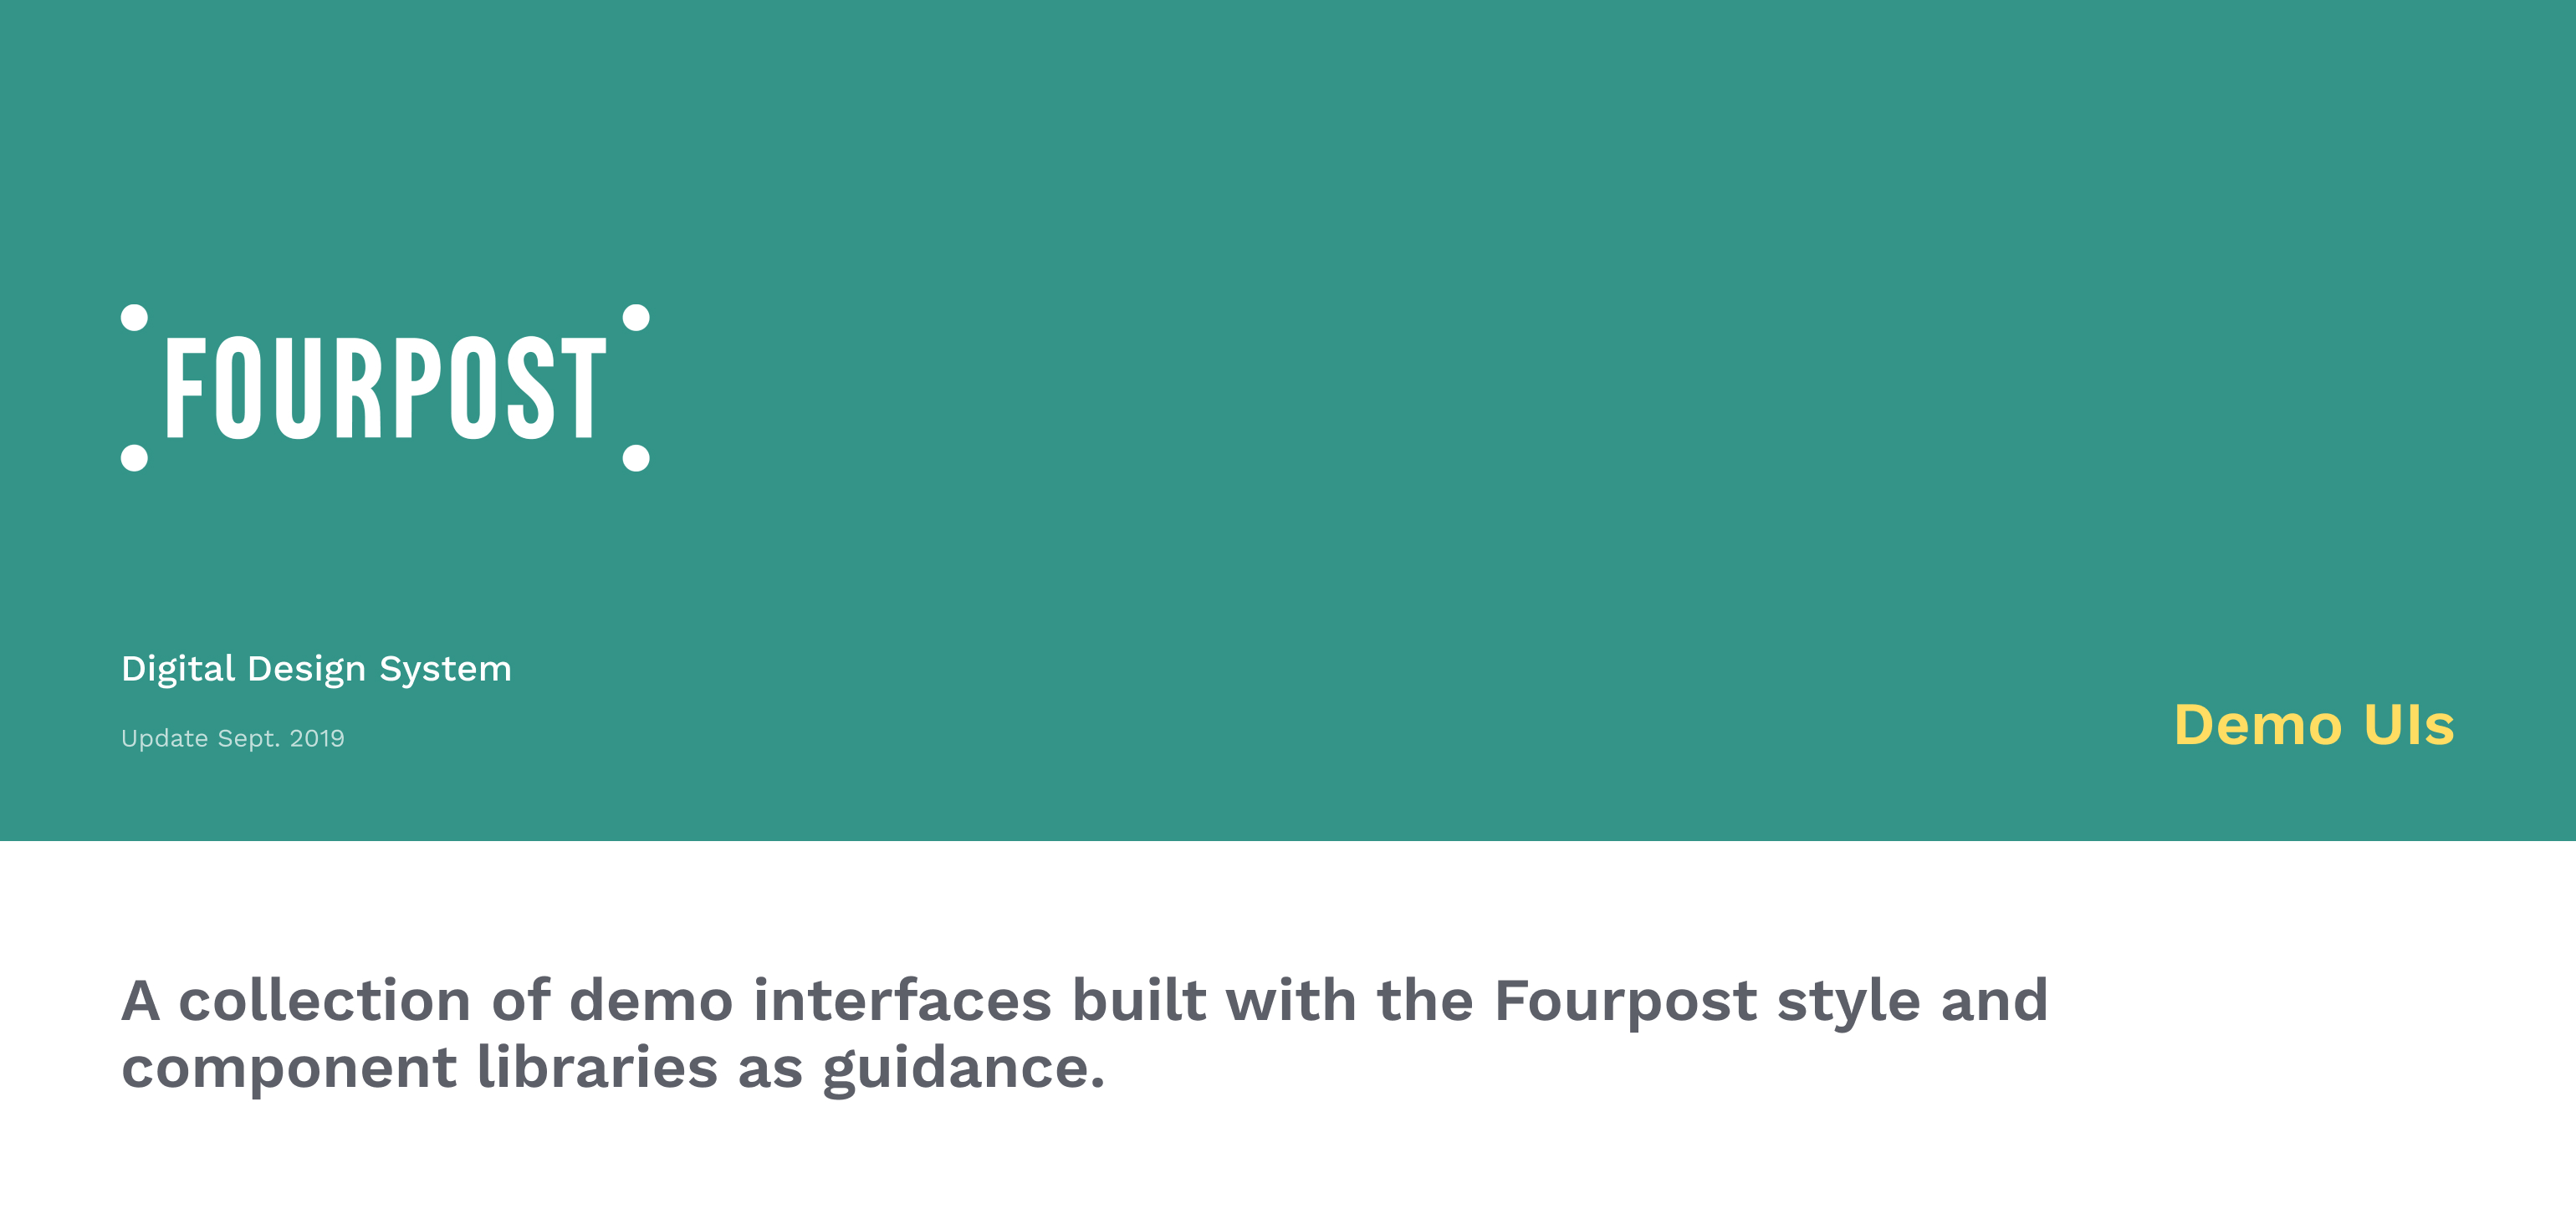 FOURPOST
Digital Design System
Update Sept. 2019
Demo UIs
A collection of demo interfaces built with the Fourpost style and
component libraries as guidance.